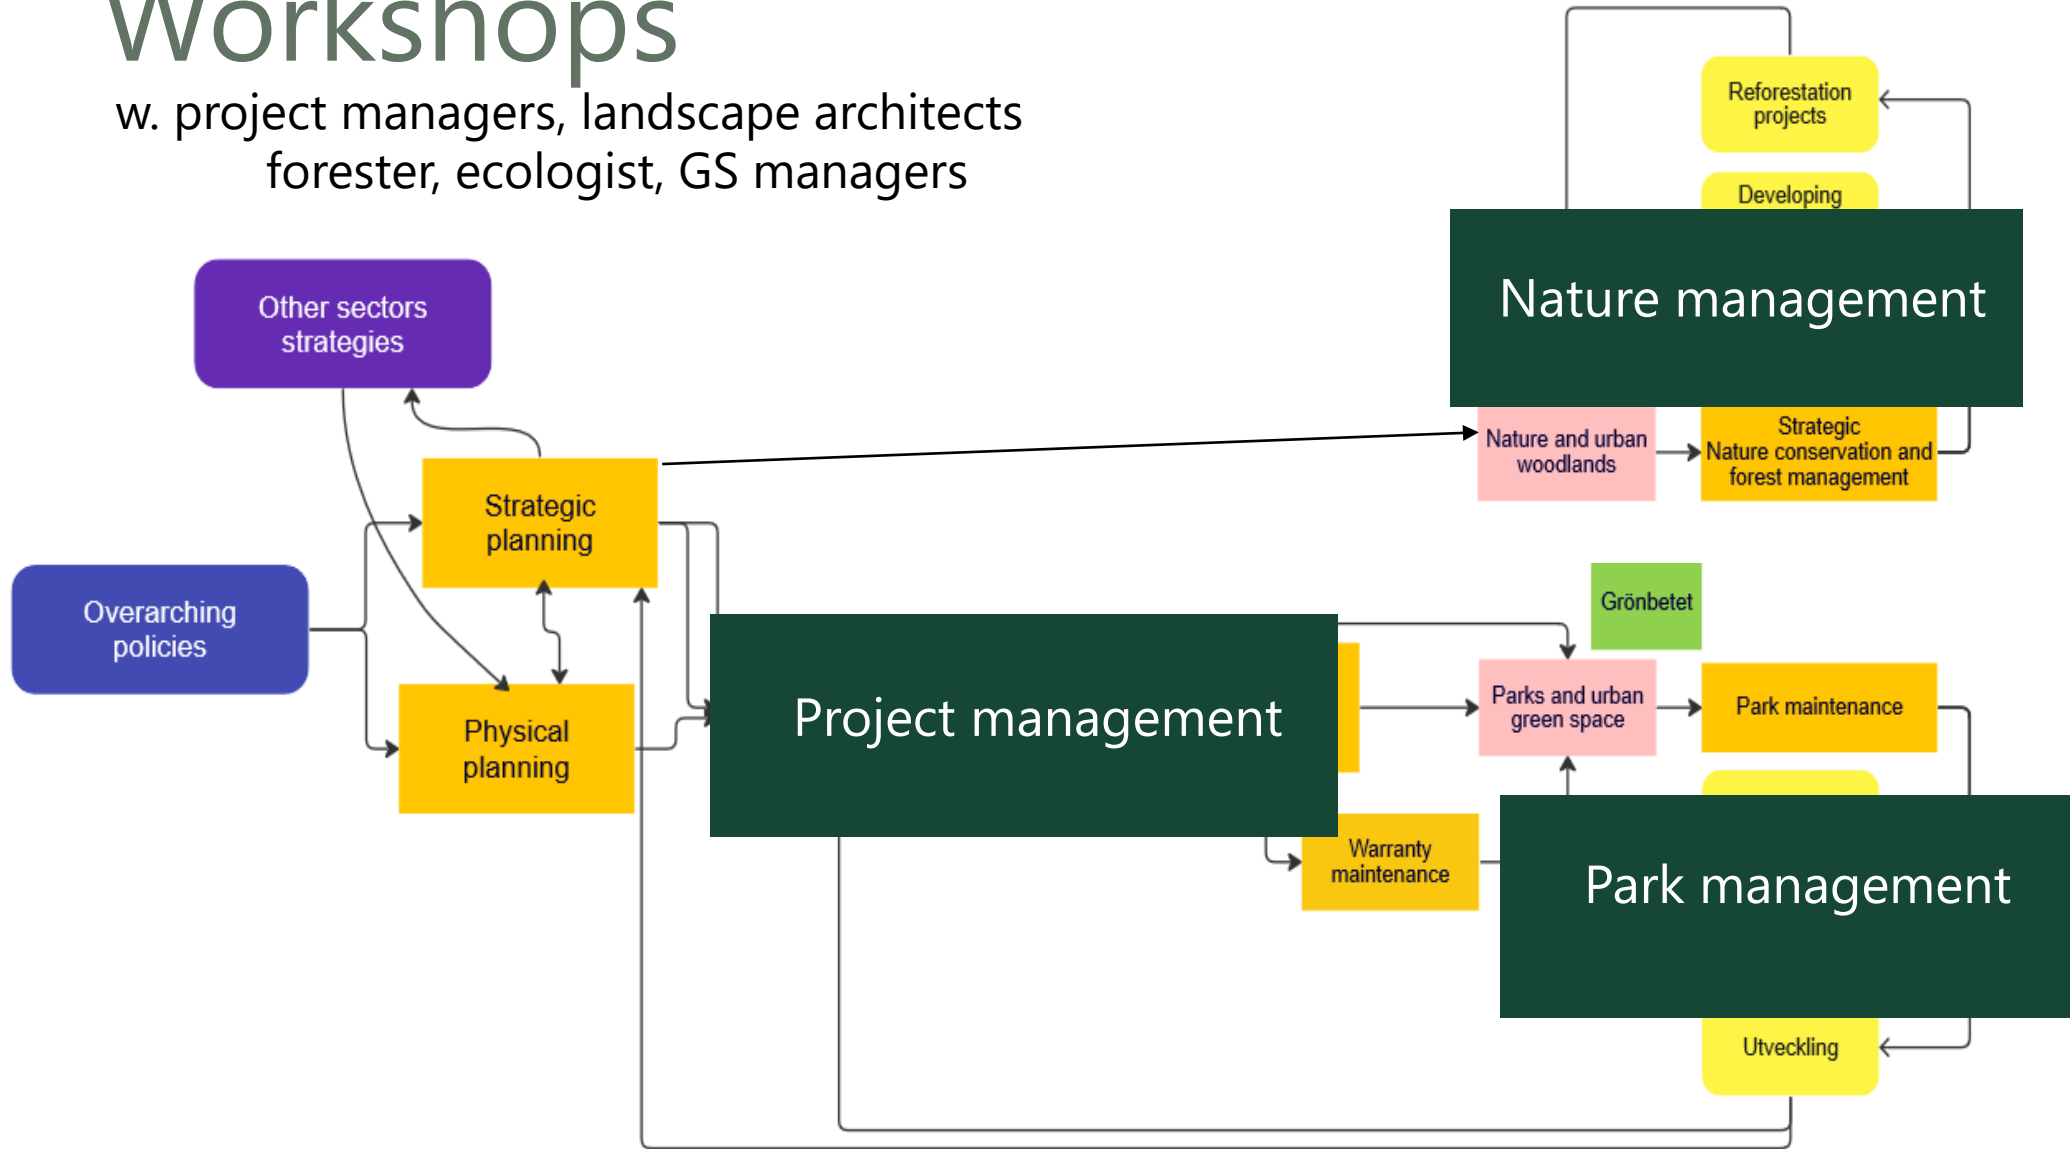 Workshops
w. project managers, landscape architects
forester, ecologist, GS managers
Reforestation
projects
Developing
Nature management
Other sectors
strategies
Nature and urban
woodlands
Strategic
Nature conservation and
forest management
Strategic
planning
Overarching
policies
Grönbetet
Project management
Parks and urban
green space
Park maintenance
Physical
planning
Warranty
maintenance
Park management
Utveckling